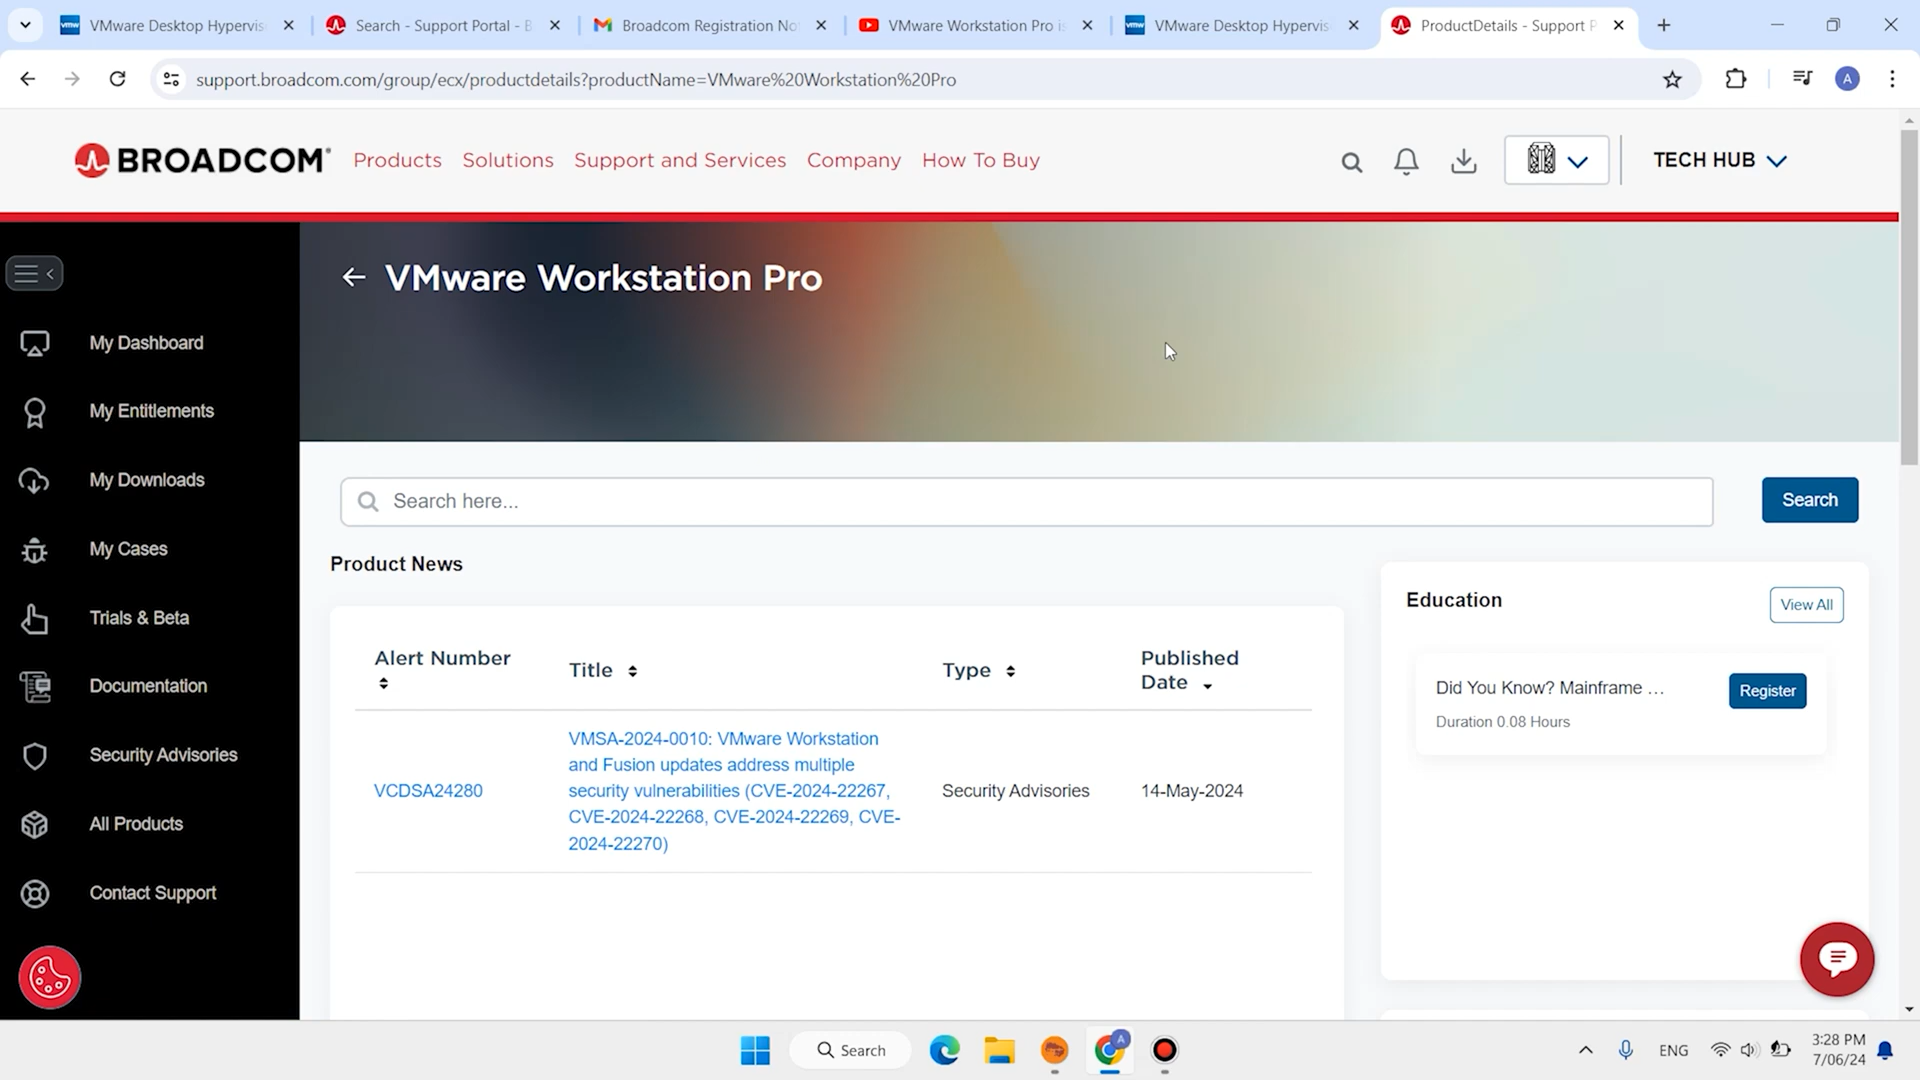 VMware Desktop Hypervis
Search - Support Portal - B
Broadcom Registration No
VMware Workstation Pro is
VMware Desktop Hypervis
ProductDetails - Support P
support.broadcom.com/group/ecx/productdetails?productName=VMware%20Workstation%20Pro
A
BROADCOM®
Products
Solutions
Support and Services
Company
How To Buy
TECH HUB
VMware Workstation Pro
My Dashboard
My Entitlements
My Downloads
My Cases
Trials & Beta
Documentation
Security Advisories
All Products
Contact Support
Search here...
Search
Product News
Alert Number
Title
Type
Published
Date
VCDSA24280
VMSA-2024-0010: VMware Workstation
and Fusion updates address multiple
security vulnerabilities (CVE-2024-22267,
CVE-2024-22268, CVE-2024-22269, CVE-
2024-22270)
Security Advisories
14-May-2024
Education
View All
Did You Know? Mainframe ...
Register
Duration 0.08 Hours
Search
A
ENG
3:28 PM
7/06/24